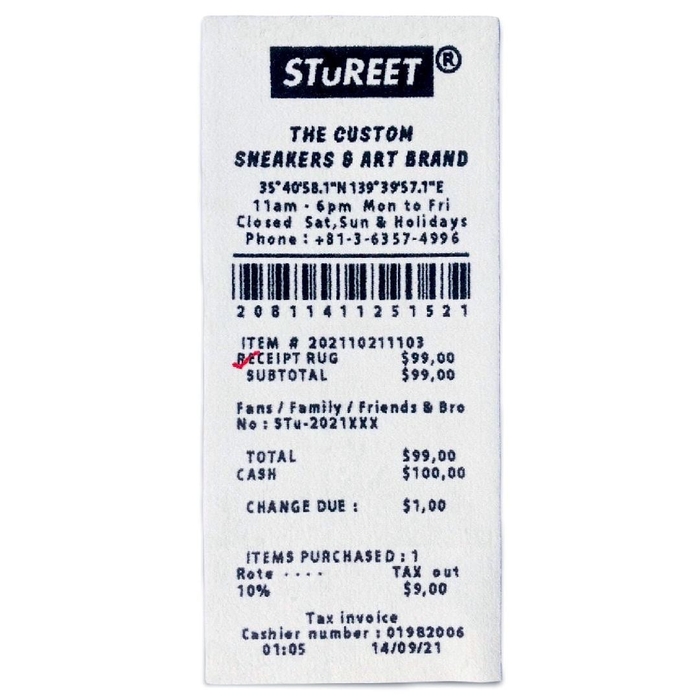 STuREET ®
THE CUSTOM
SNEAKERS & ART BRAND
35°40'58.1"N 139°39'57.1"E
11am - 6pm Mon to Fri
Closed Sat,Sun & Holidays
Phone : +81-3-6357-4996
208114411251521
ITEM # 202110211103
RECEIPT RUG $99,00
SUBTOTAL $99,00
Fans / Family / Friends & Bro
No : STu-2021XXX
TOTAL $99,00
CASH $100,00
CHANGE DUE : $1,00
ITEMS PURCHASED : 1
Rote ---- TAX out
10% $9,00
Tax invoice
Cashier number : 01982006
01:05 14/09/21